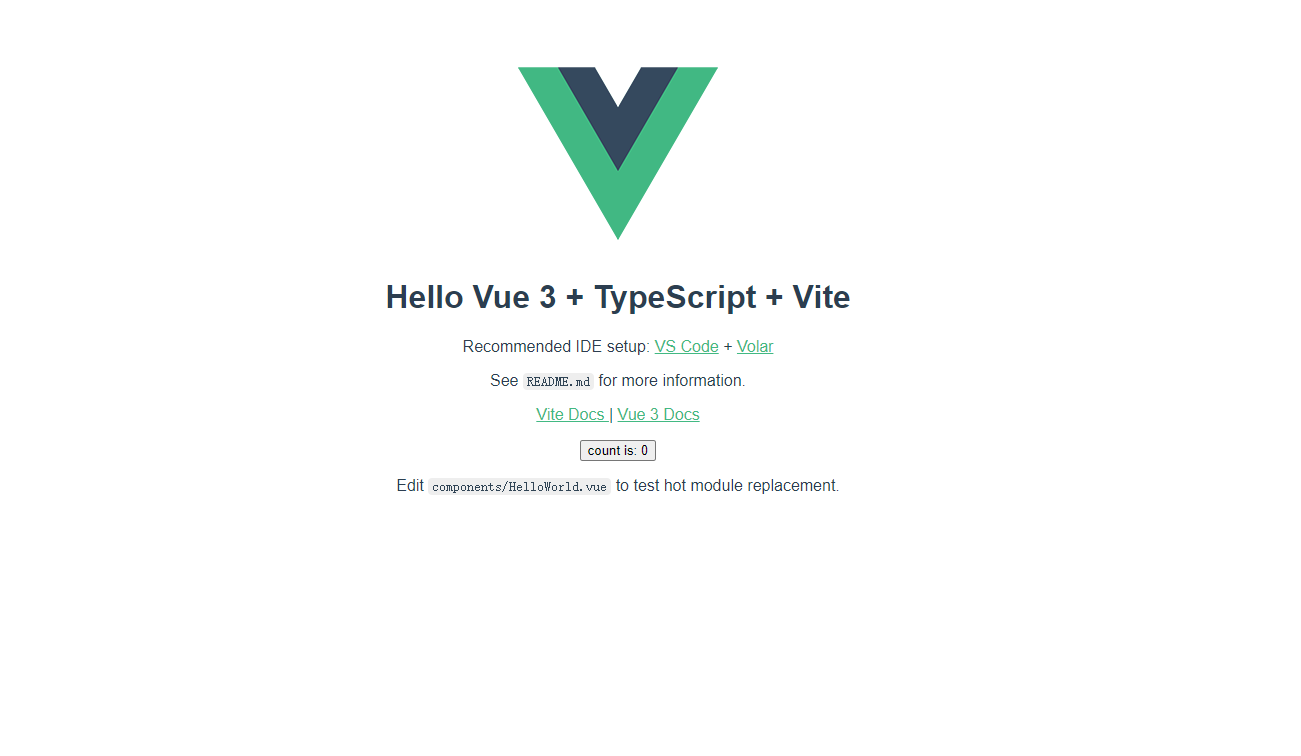 Hello Vue 3 + TypeScript + Vite
Recommended IDE setup: VS Code + Volar
See README.md for more information.
Vite Docs | Vue 3 Docs
count is: 0
Edit components/HelloWorld.vue to test hot module replacement.